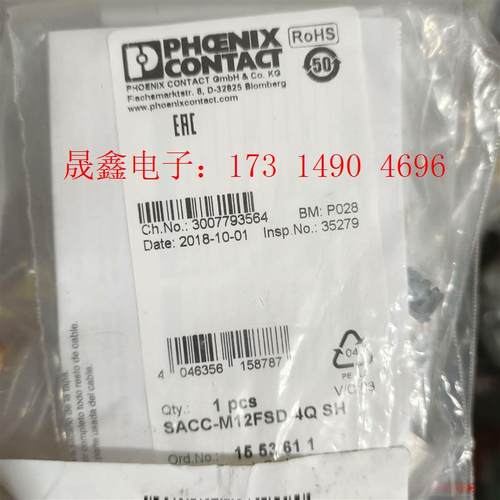 PHOENIX
CONTACT
RoHS
50
PHOENIX CONTACT GmbH & Co. KG
Flachsmarktstr. 8, D-32825 Blomberg
www.phoenixcontact.com
EAC
晟鑫电子：173 1490 4696
Ch.No.: 3007793564
BM: P028
Date: 2018-10-01
Insp.No.: 35279
4 046356 158787
04
PE
Qty.: 1 pcs
SACC-M12FSD-4Q SH
Ord.No.: 15 53 61 1